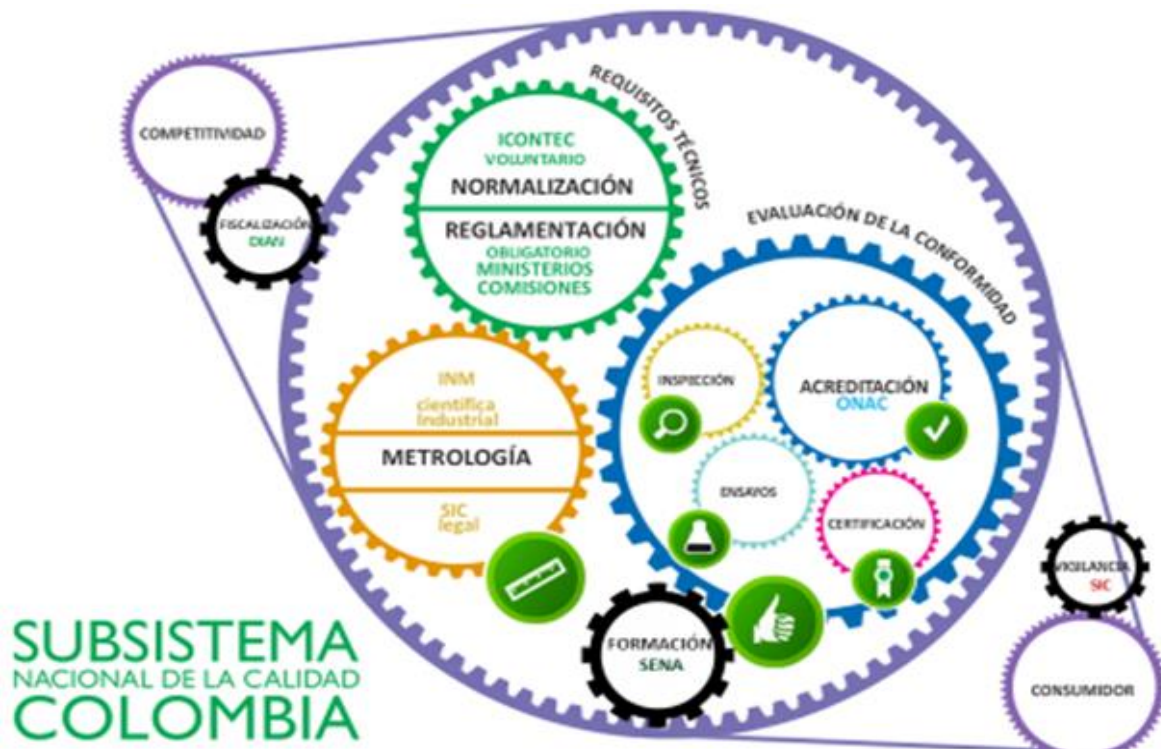 COMPETITIVIDAD
FISCALIZACIÓN
DIAN
REQUISITOS TÉCNICOS
ICONTEC
VOLUNTARIO
NORMALIZACIÓN
REGLAMENTACIÓN
OBLIGATORIO
MINISTERIOS
COMISIONES
EVALUACIÓN DE LA CONFORMIDAD
INSPECCIÓN
ACREDITACIÓN
ONAC
ENSAYOS
CERTIFICACIÓN
INM
científica
industrial
METROLOGÍA
SIC
legal
FORMACIÓN
SENA
VIGILANCIA
SIC
CONSUMIDOR
SUBSISTEMA
NACIONAL DE LA CALIDAD
COLOMBIA